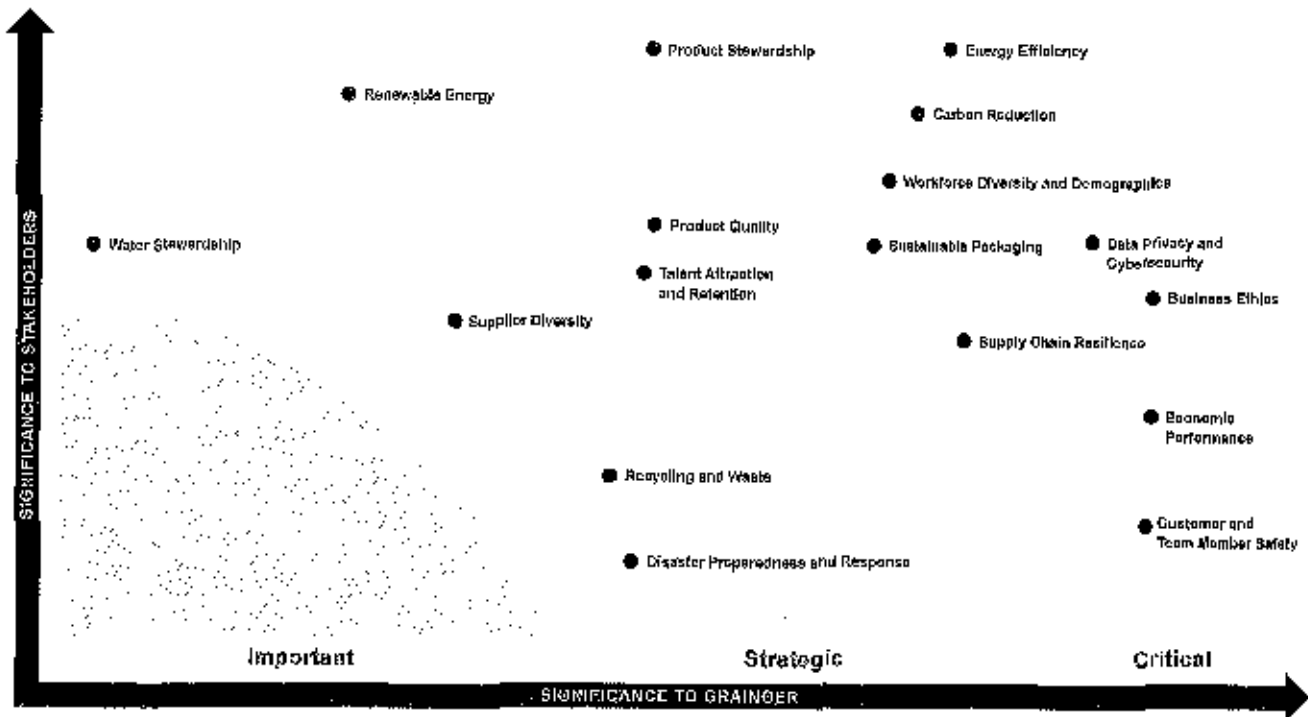 Product Stewardship
Energy Efficiency
Renewable Energy
Carbon Reduction
Workforce Diversity and Demographics
Product Quality
Water Stewardship
Sustainable Packaging
Data Privacy and
Cybersecurity
Talent Attraction
and Retention
Business Ethics
Supplier Diversity
Supply Chain Resilience
Economic
Performance
Recycling and Waste
Customer and
Team Member Safety
Disaster Preparedness and Response
SIGNIFICANCE TO STAKEHOLDERS
Important
Strategic
Critical
SIGNIFICANCE TO GRAINGER